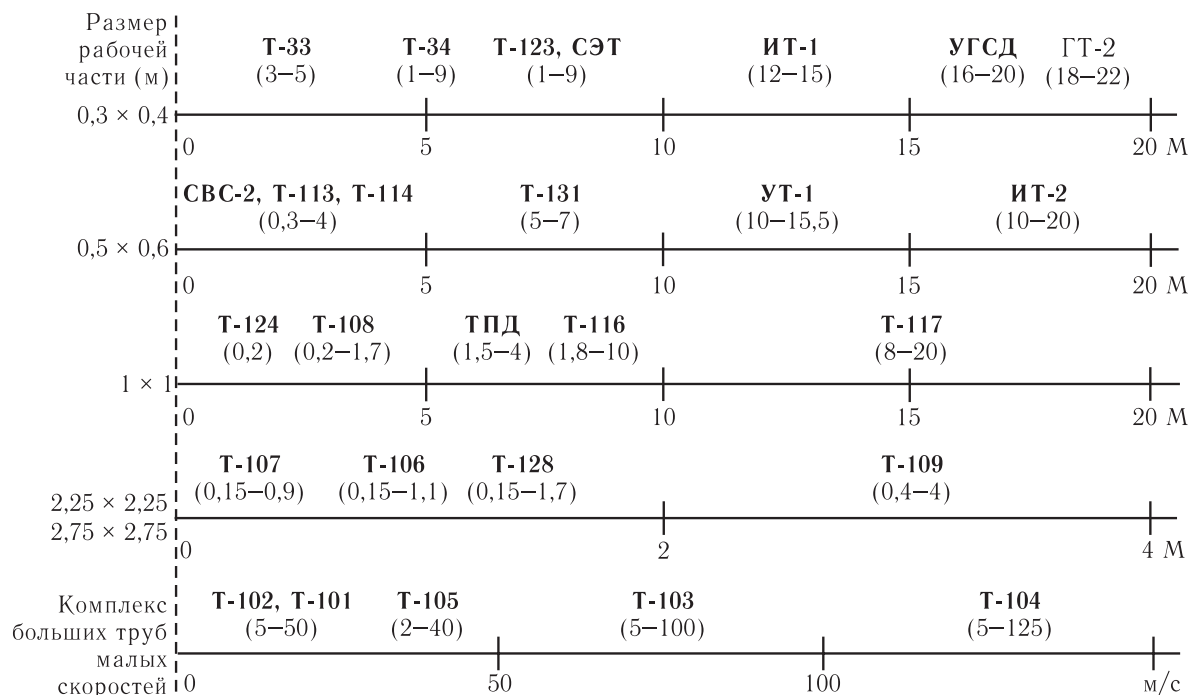 Размер
рабочей
части (м)
Т-33 Т-34 Т-123, СЭТ ИТ-1 УГСД ГТ-2
(3–5) (1–9) (1–9) (12–15) (16–20) (18–22)
0,3 × 0,4
0 5 10 15 20 М
СВС-2, Т-113, Т-114 Т-131 УТ-1 ИТ-2
(0,3–4) (5–7) (10–15,5) (10–20)
0,5 × 0,6
0 5 10 15 20 М
Т-124 Т-108 ТПД Т-116 Т-117
(0,2) (0,2–1,7) (1,5–4) (1,8–10) (8–20)
1 × 1
0 5 10 15 20 М
Т-107 Т-106 Т-128 Т-109
(0,15–0,9) (0,15–1,1) (0,15–1,7) (0,4–4)
2,25 × 2,25
2,75 × 2,75
0 2 4 М
Комплекс
больших труб
малых
скоростей
Т-102, Т-101 Т-105 Т-103 Т-104
(5–50) (2–40) (5–100) (5–125)
0 50 100 м/с